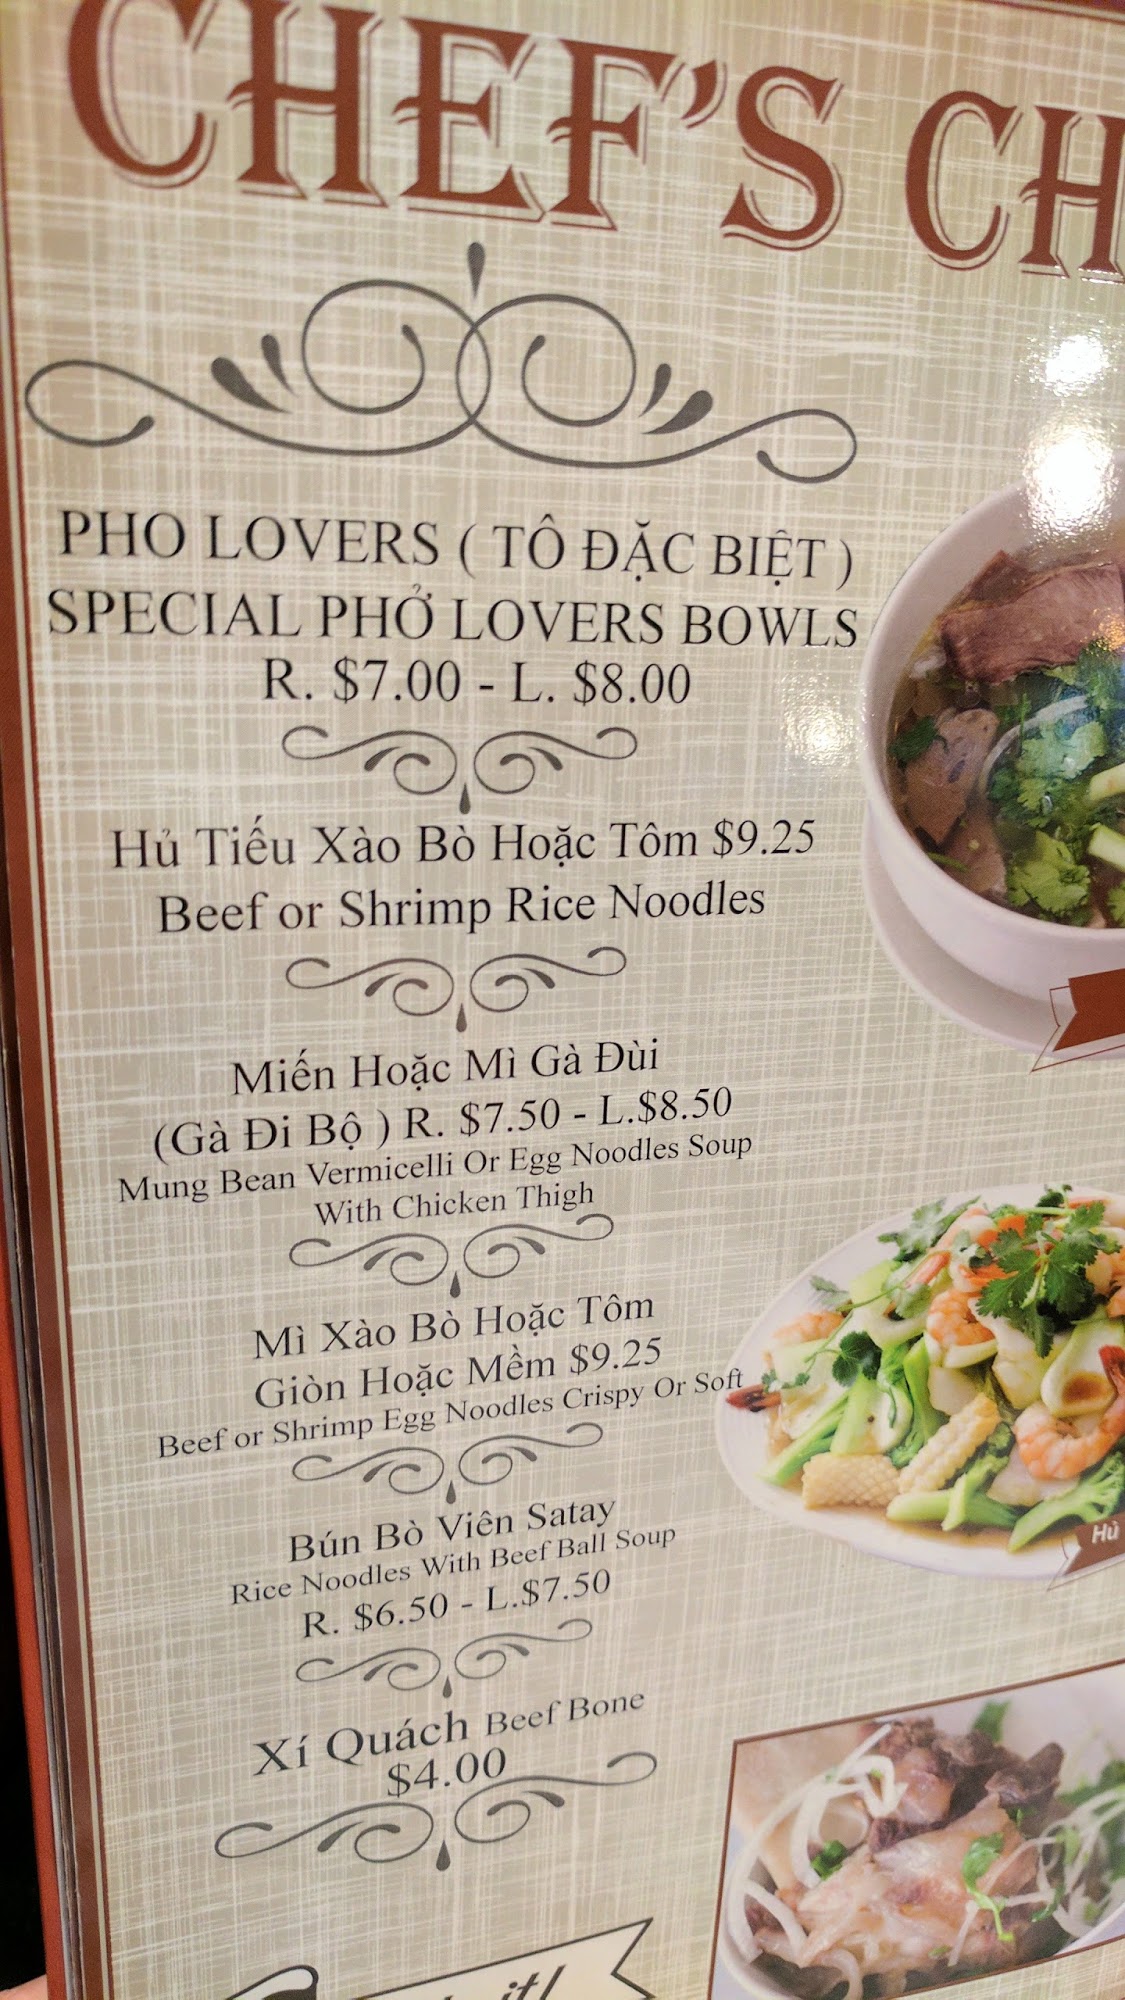 CHEF'S
PHO LOVERS ( TÔ ĐẶC BIỆT )
SPECIAL PHỞ LOVERS BOWLS
R. $7.00 - L. $8.00
Hủ Tiếu Xào Bò Hoặc Tôm $9.25
Beef or Shrimp Rice Noodles
Miến Hoặc Mì Gà Đùi
(Gà Đi Bộ ) R. $7.50 - L.$8.50
Mung Bean Vermicelli Or Egg Noodles Soup
With Chicken Thigh
Mì Xào Bò Hoặc Tôm
Giòn Hoặc Mềm $9.25
Beef or Shrimp Egg Noodles Crispy Or Soft
Hủ
Bún Bò Viên Satay
Rice Noodles With Beef Ball Soup
R. $6.50 - L.$7.50
Xí Quách Beef Bone
$4.00
it!